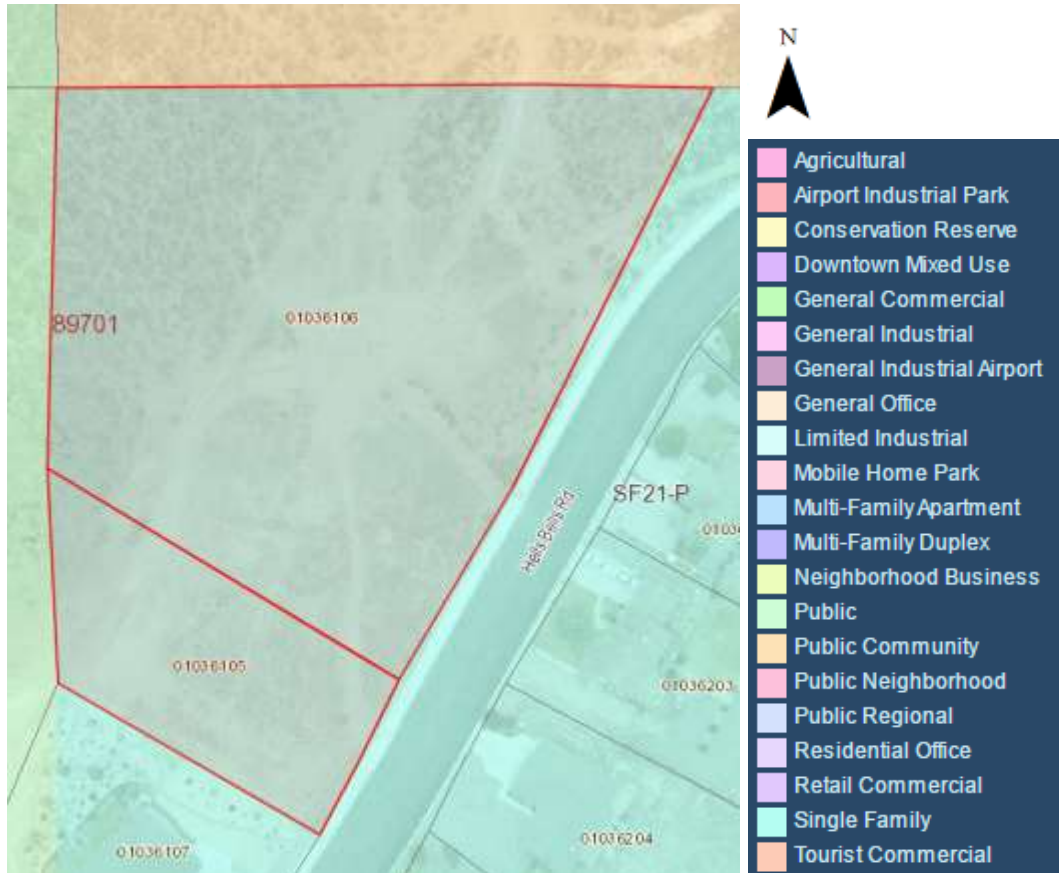 N
01036106
89701
SF21-P
Hells Bells Rd
0103
01036105
01036203
01036204
01036107
Agricultural
Airport Industrial Park
Conservation Reserve
Downtown Mixed Use
General Commercial
General Industrial
General Industrial Airport
General Office
Limited Industrial
Mobile Home Park
Multi-Family Apartment
Multi-Family Duplex
Neighborhood Business
Public
Public Community
Public Neighborhood
Public Regional
Residential Office
Retail Commercial
Single Family
Tourist Commercial